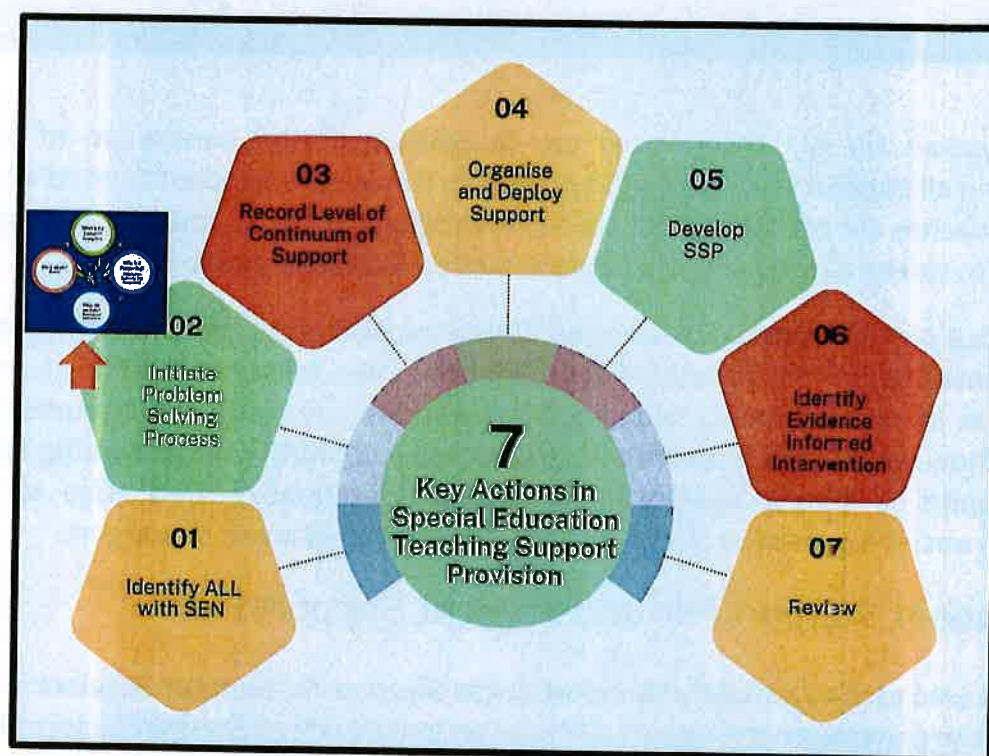 04
Organise
and Deploy
Support
03
Record Level of
Continuum of
Support
05
Develop
SSP
02
Initiate
Problem
Solving
Process
06
Identify
Evidence
Informed
Intervention
7
Key Actions in
Special Education
Teaching Support
Provision
01
Identify ALL
with SEN
07
Review